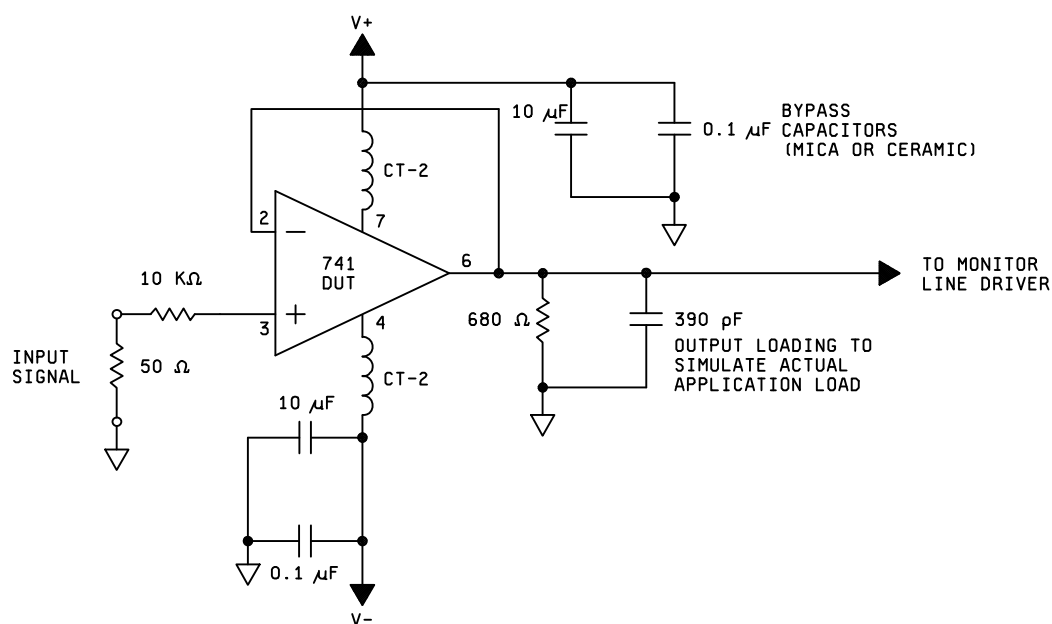 V+
10 µF
0.1 µF
BYPASS
CAPACITORS
(MICA OR CERAMIC)
CT-2
2
7
−
741
DUT
6
TO MONITOR
LINE DRIVER
10 KΩ
+
3
4
680 Ω
390 pF
OUTPUT LOADING TO
SIMULATE ACTUAL
APPLICATION LOAD
INPUT
SIGNAL
50 Ω
CT-2
10 µF
0.1 µF
V-